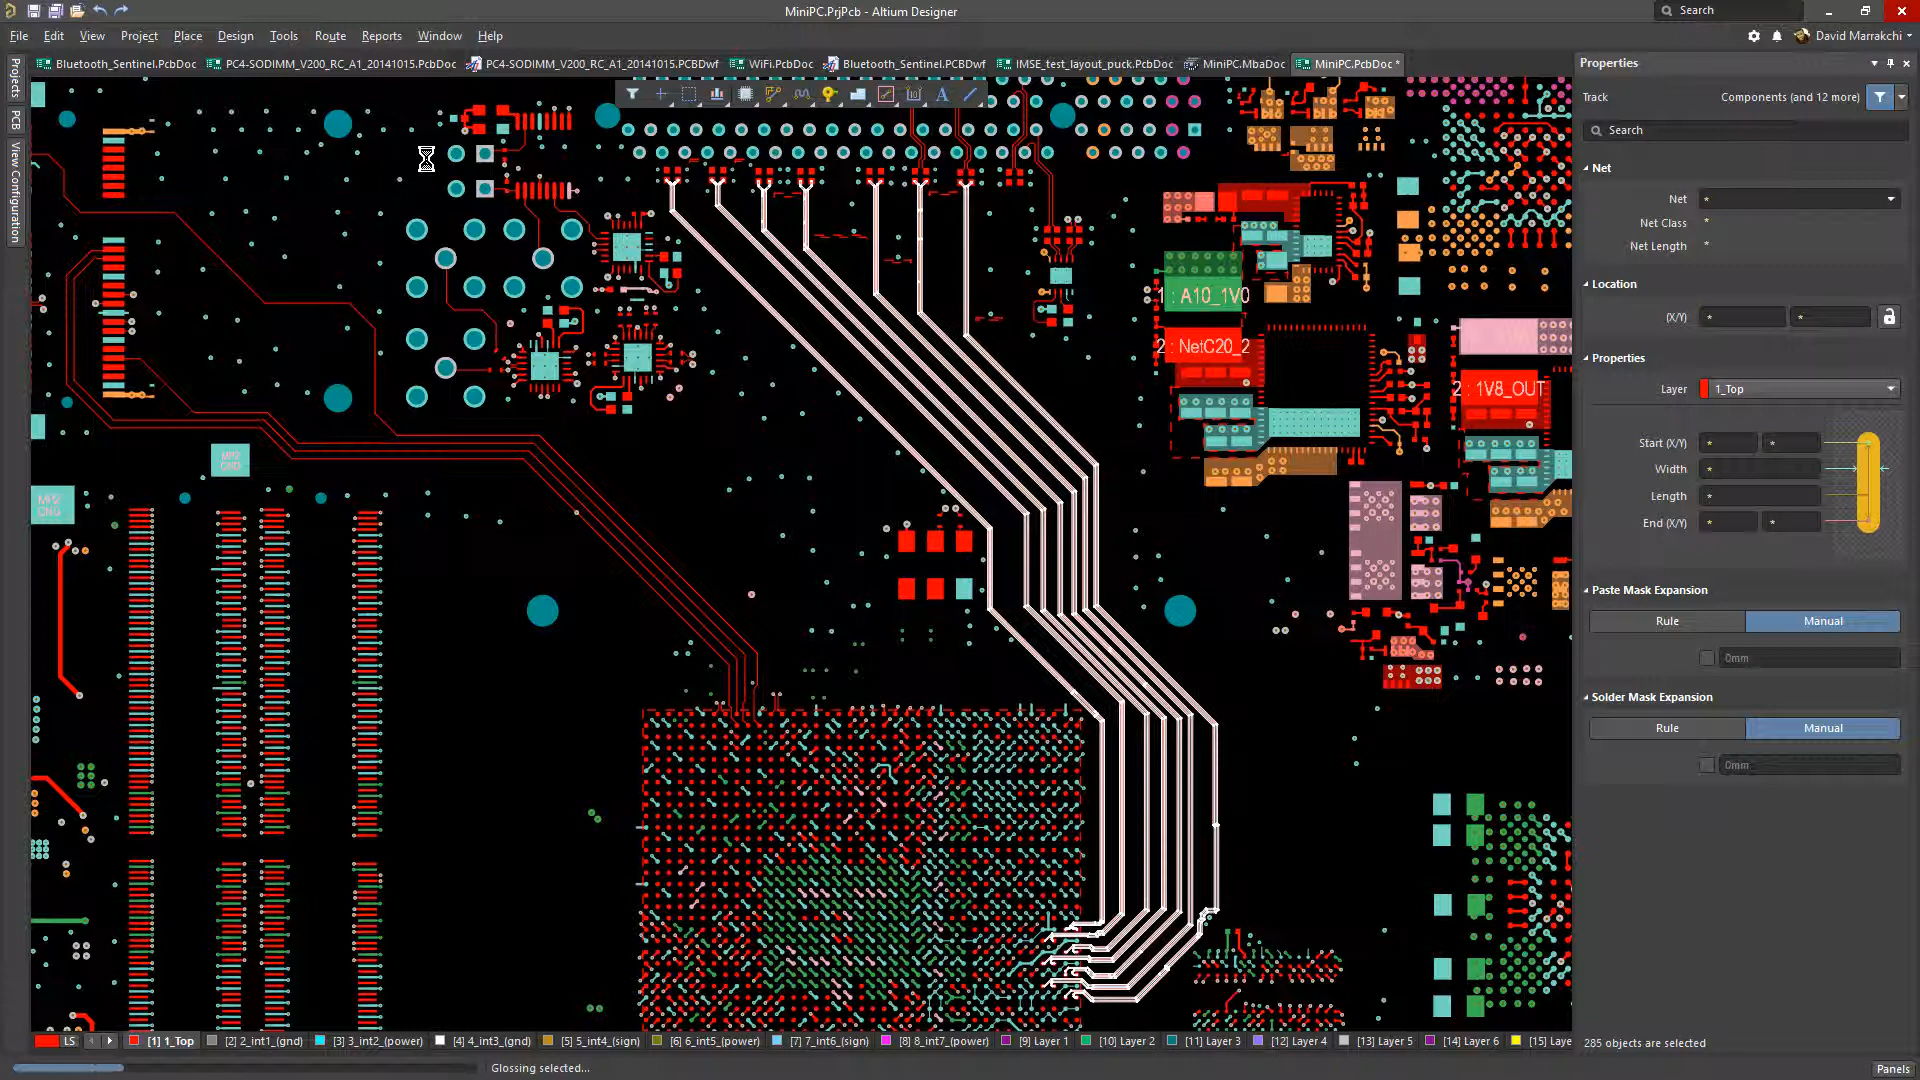 MiniPC.PrjPcb - Altium Designer
Search
File Edit View Project Place Design Tools Route Reports Window Help
David Marrakchi
Bluetooth_Sentinel.PcbDoc PC4-SODIMM_V200_RC_A1_20141015.PcbDoc PC4-SODIMM_V200_RC_A1_20141015.PCBDwf WiFi.PcbDoc Bluetooth_Sentinel.PCBDwf IMSE_test_layout_puck.PcbDoc MiniPC.MbaDoc MiniPC.PcbDoc *
Projects
PCB
View Configuration
1 : A10_1V0
2 : NetC20_2
2 : 1V8_OUT
Properties
Track Components (and 12 more)
Search
Net
Net *
Net Class *
Net Length *
Location
(X/Y) * *
Properties
Layer 1_Top
Start (X/Y) * *
Width *
Length *
End (X/Y) * *
Paste Mask Expansion
Rule Manual
0mm
Solder Mask Expansion
Rule Manual
0mm
285 objects are selected
LS [1] 1_Top [2] 2_int1_(gnd) [3] 3_int2_(power) [4] 4_int3_(gnd) [5] 5_int4_(sign) [6] 6_int5_(power) [7] 7_int6_(sign) [8] 8_int7_(power) [9] Layer 1 [10] Layer 2 [11] Layer 3 [12] Layer 4 [13] Layer 5 [14] Layer 6 [15] Laye
Glossing selected...
Panels